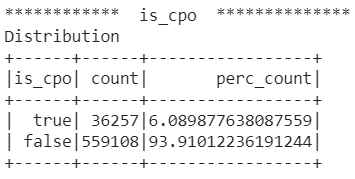 ************  is_cpo  **************
Distribution
+------+------+-----------------+
|is_cpo| count|       perc_count|
+------+------+-----------------+
|  true| 36257|6.089877638087559|
| false|559108|93.91012236191244|
+------+------+-----------------+